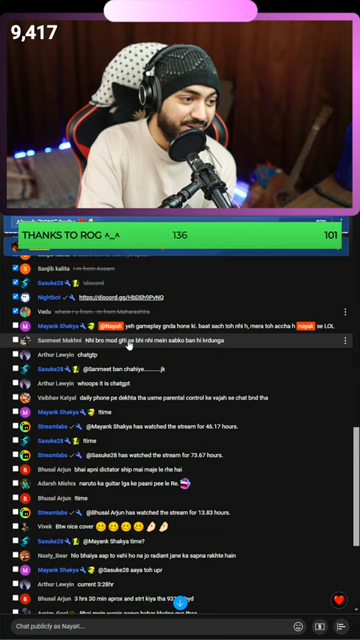 9,417
THANKS TO ROG ^_^ 136 101
Sanjib kalita I m from Assam
Sasuke28 !discord
Nightbot https://discord.gg/HsDSh9PvNQ
Vedu where r u from , m from Maharashtra
Mayank Shakya @NayaK yeh gameplay gnda hone ki. baat sach toh nhi h, mera toh accha h nayak se LOL
Sanmeet Makhni Nhi bro mod glti se bhi nhi mein sabko ban hi krdunga
Arthur Lewyin chatgtp
Sasuke28 @Sanmeet ban chahiye...........jk
Arthur Lewyin whoops it is chatgpt
Vaibhav Katyal daily phone pe dekhta tha usme parental control ke vajah se chat bnd tha
Mayank Shakya !time
Streamlabs @Mayank Shakya has watched the stream for 46.17 hours.
Sasuke28 !time
Streamlabs @Sasuke28 has watched the stream for 73.67 hours.
Bhusal Arjun bhai apni dictator ship mai maje le rhe hai
Adarsh Mishra naruto ka guitar lga ke paani pee le Re.
Bhusal Arjun !time
Streamlabs @Bhusal Arjun has watched the stream for 13.83 hours.
Vivek Btw nice cover
Sasuke28 @Mayank Shakya time?
Nasty_Bear hlo bhaiya aap to vahi ho na jo radiant jane ka sapna rakhte hain
Mayank Shakya @Sasuke28 aaya toh upr
Arthur Lewyin current 3:28hr
Bhusal Arjun 3 hrs 30 min aprox and strt kiya tha
Chat publicly as NayaK...